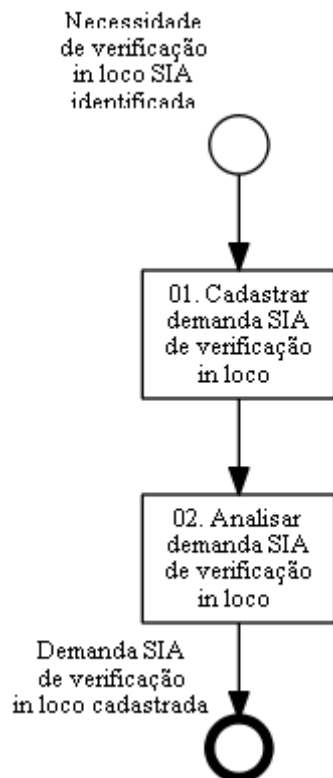 Necessidade
de verificação
in loco SIA
identificada
01. Cadastrar
demanda SIA
de verificação
in loco
02. Analisar
demanda SIA
de verificação
in loco
Demanda SIA
de verificação
in loco cadastrada